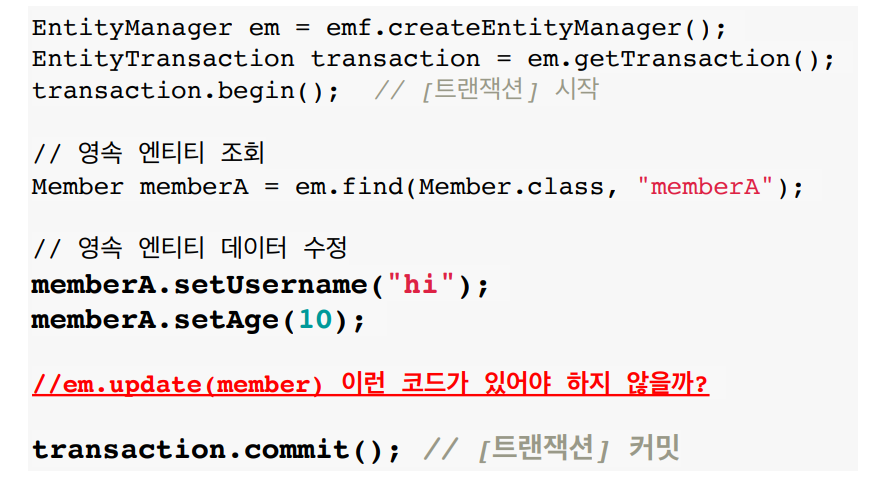 EntityManager em = emf.createEntityManager();
EntityTransaction transaction = em.getTransaction();
transaction.begin(); // [트랜잭션] 시작
// 영속 엔티티 조회
Member memberA = em.find(Member.class, "memberA");
// 영속 엔티티 데이터 수정
memberA.setUsername("hi");
memberA.setAge(10);
//em.update(member) 이런 코드가 있어야 하지 않을까?
transaction.commit(); // [트랜잭션] 커밋